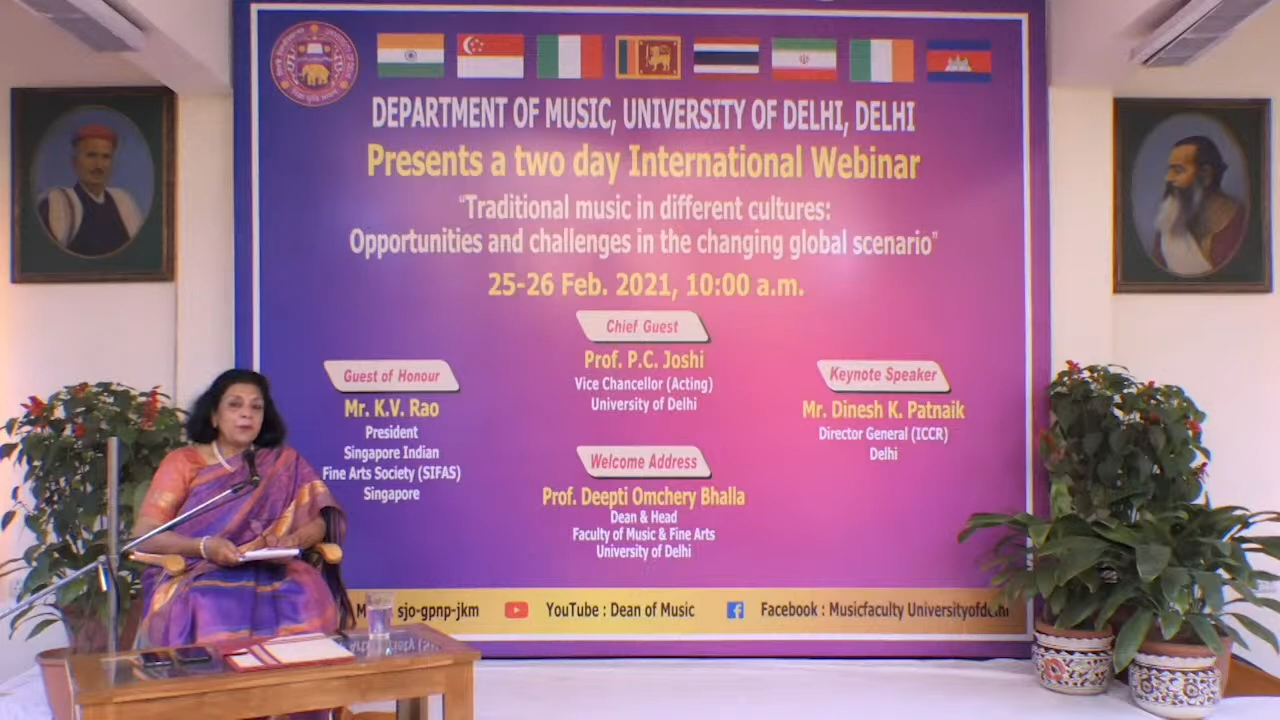 DEPARTMENT OF MUSIC, UNIVERSITY OF DELHI, DELHI
Presents a two day International Webinar
"Traditional music in different cultures:
Opportunities and challenges in the changing global scenario"
25-26 Feb. 2021, 10:00 a.m.
Chief Guest
Prof. P.C. Joshi
Vice Chancellor (Acting)
University of Delhi
Guest of Honour
Mr. K.V. Rao
President
Singapore Indian
Fine Arts Society (SIFAS)
Singapore
Keynote Speaker
Mr. Dinesh K. Patnaik
Director General (ICCR)
Delhi
Welcome Address
Prof. Deepti Omchery Bhalla
Dean & Head
Faculty of Music & Fine Arts
University of Delhi
sjo-gpnp-jkm YouTube : Dean of Music Facebook : Musicfaculty Universityofdelhi